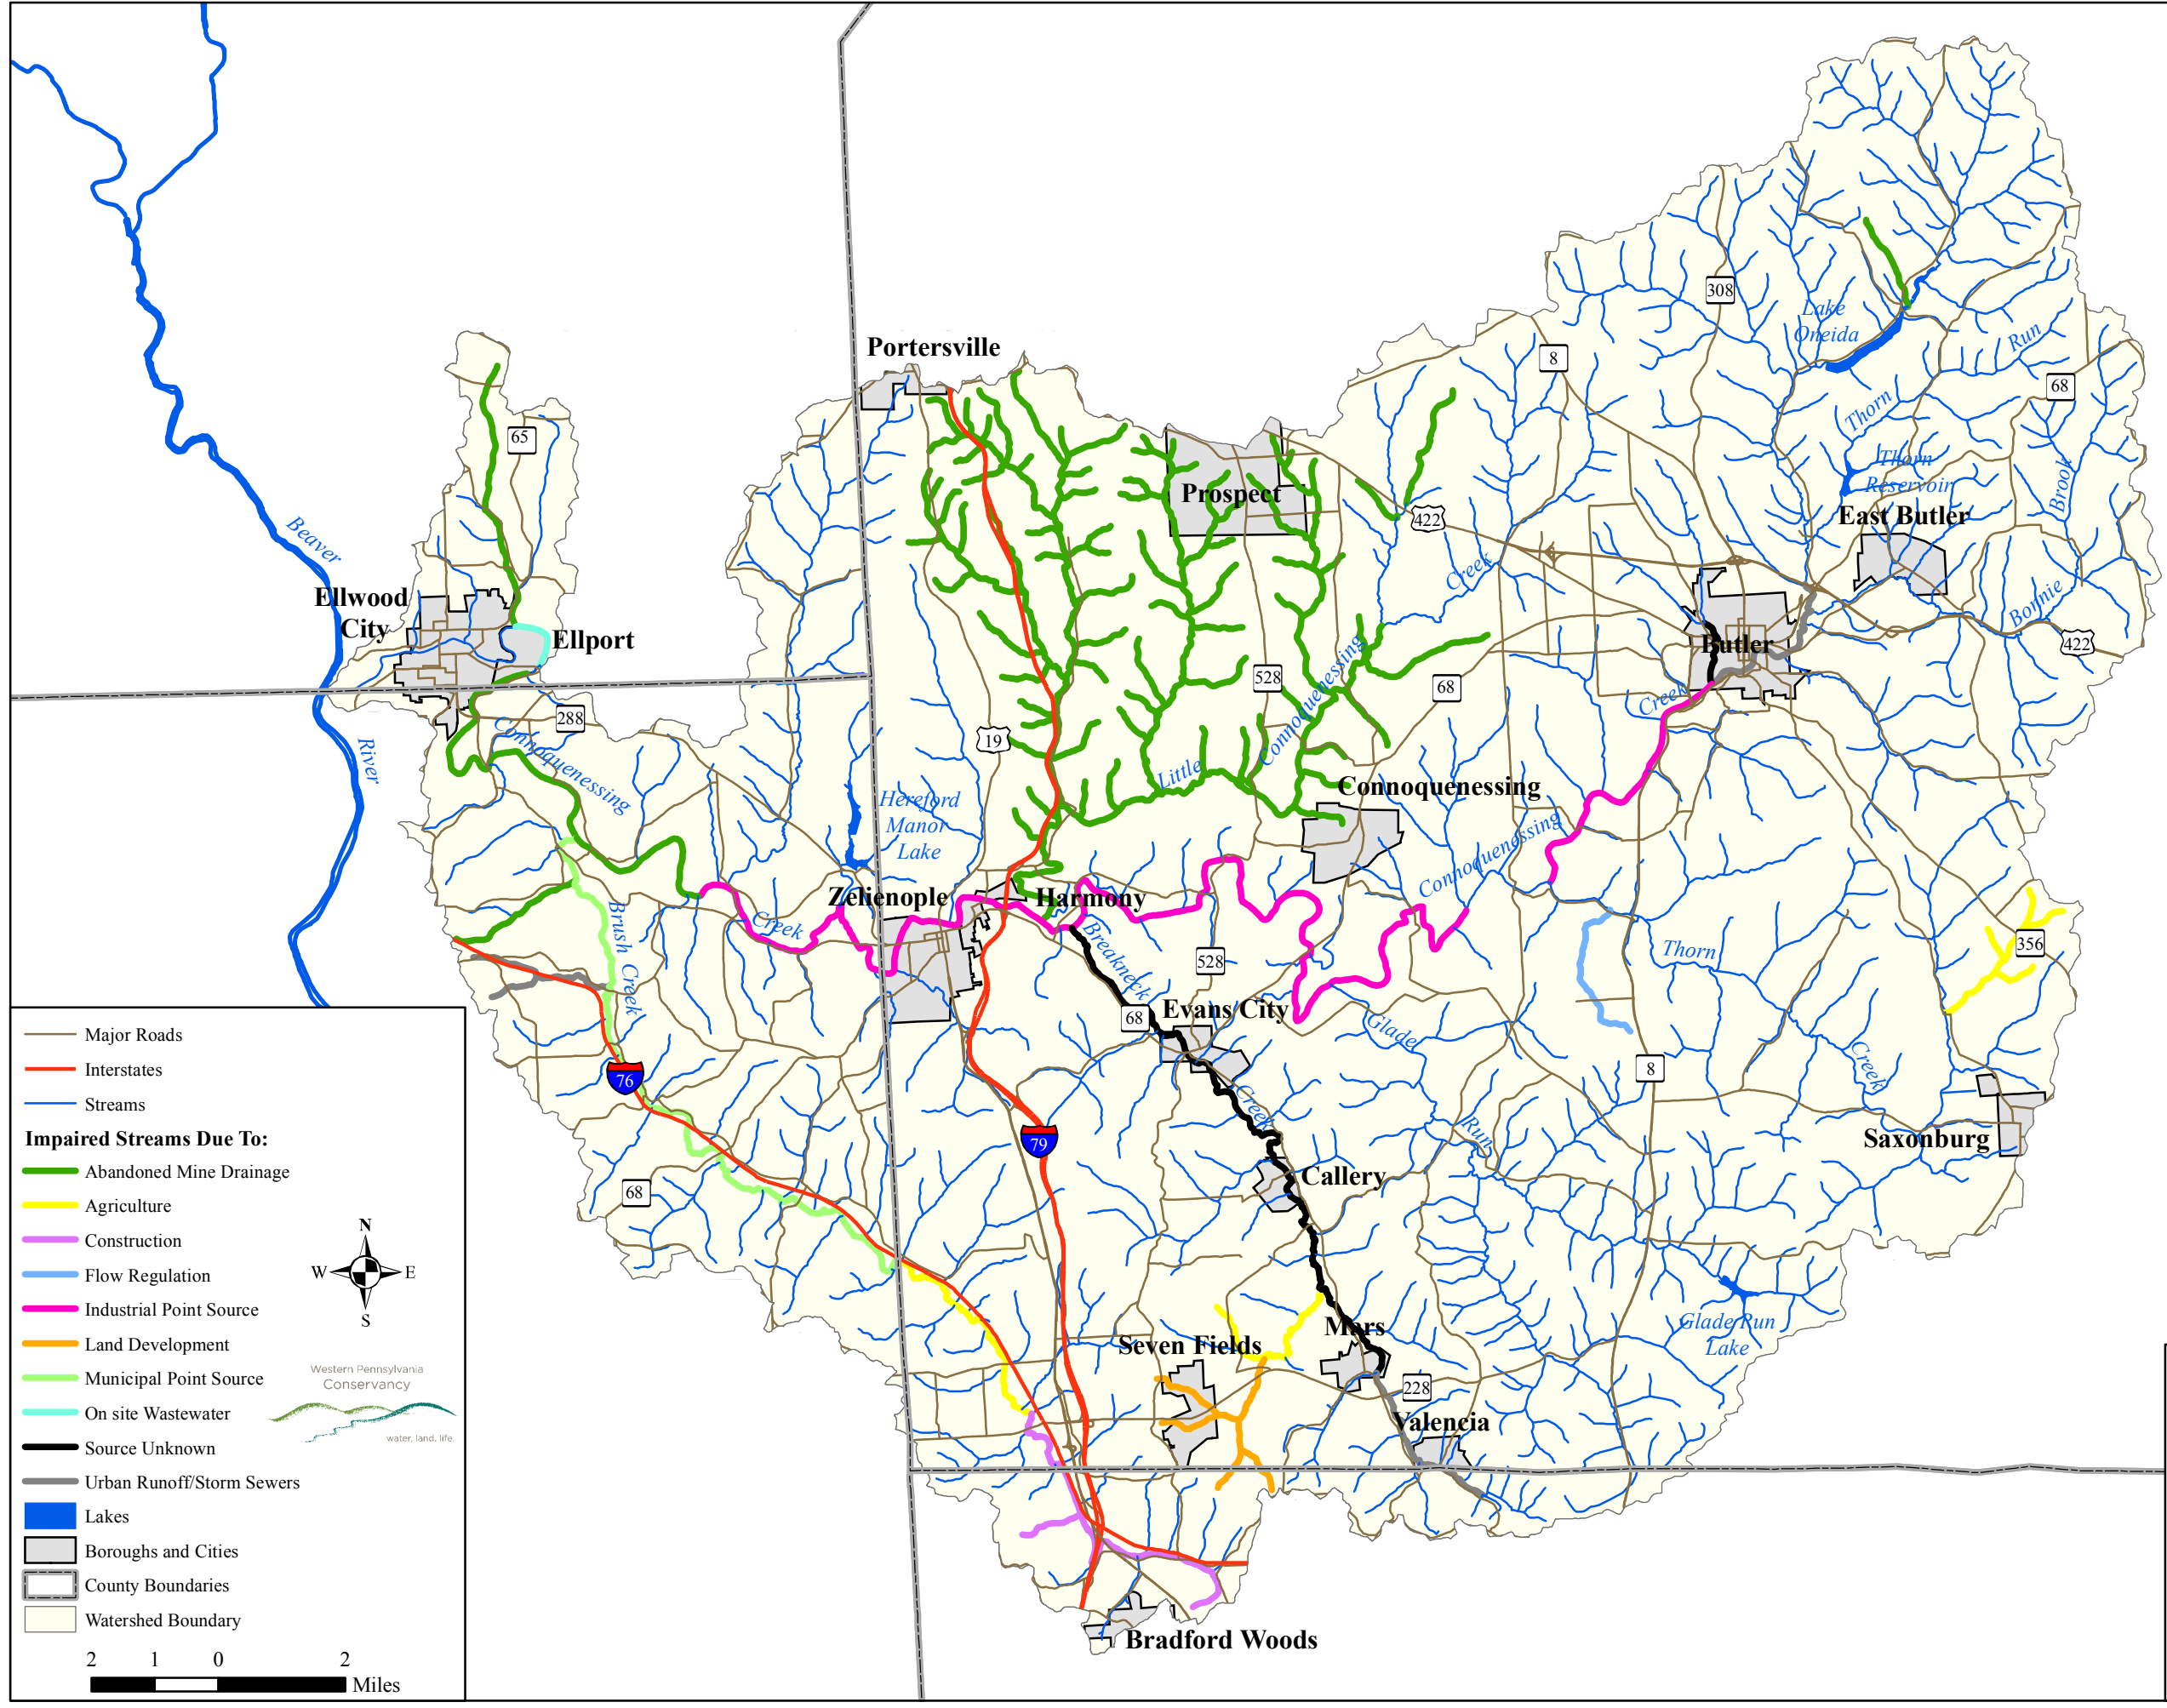 Portersville
Prospect
Ellwood
City
Ellport
Beaver
River
65
288
Connoquenessing
Creek
Brush Creek
Hereford
Manor
Lake
Zelienople
Harmony
19
Little
Connoquenessing
Creek
528
422
8
308
Lake
Oneida
Thorn
Run
68
Thorn
Reservoir
East Butler
Bonnie
Brook
422
Butler
Creek
68
Connoquenessing
Connoquenessing
Breakneck
Creek
528
68
Evans City
Glade
Run
Thorn
Creek
356
8
Saxonburg
Callery
76
79
68
Seven Fields
Mars
228
Valencia
Glade Run
Lake
Bradford Woods
Major Roads
Interstates
Streams
Impaired Streams Due To:
Abandoned Mine Drainage
Agriculture
Construction
Flow Regulation
Industrial Point Source
Land Development
Municipal Point Source
On site Wastewater
Source Unknown
Urban Runoff/Storm Sewers
Lakes
Boroughs and Cities
County Boundaries
Watershed Boundary
N
W E
S
Western Pennsylvania
Conservancy
water, land, life.
2 1 0 2
Miles